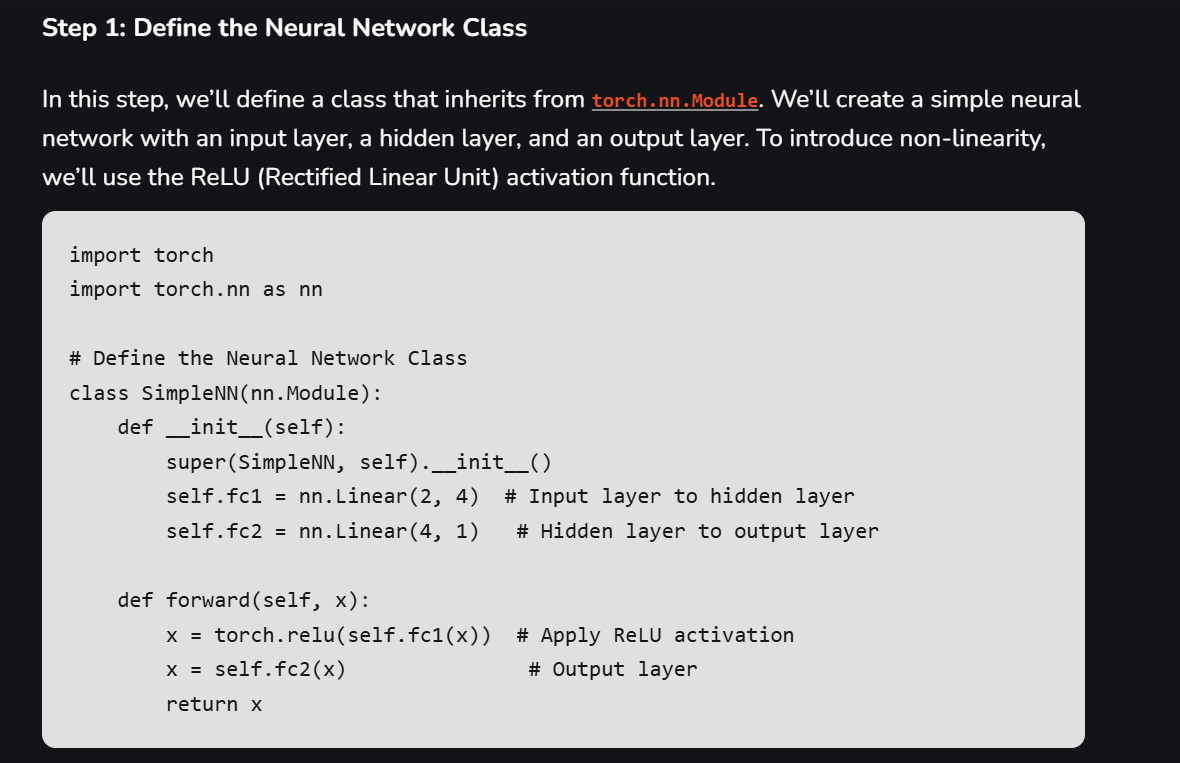 Step 1: Define the Neural Network Class
In this step, we’ll define a class that inherits from torch.nn.Module. We’ll create a simple neural
network with an input layer, a hidden layer, and an output layer. To introduce non-linearity,
we’ll use the ReLU (Rectified Linear Unit) activation function.
import torch
import torch.nn as nn
# Define the Neural Network Class
class SimpleNN(nn.Module):
    def __init__(self):
        super(SimpleNN, self).__init__()
        self.fc1 = nn.Linear(2, 4)  # Input layer to hidden layer
        self.fc2 = nn.Linear(4, 1)   # Hidden layer to output layer
    def forward(self, x):
        x = torch.relu(self.fc1(x))  # Apply ReLU activation
        x = self.fc2(x)               # Output layer
        return x